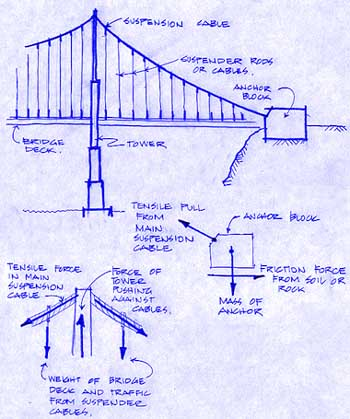 SUSPENSION CABLE
SUSPENDER RODS
OR CABLES.
ANCHOR
BLOCK
BRIDGE
DECK.
TOWER
TENSILE PULL
FROM
MAIN
SUSPENSION
CABLE
ANCHOR BLOCK
FRICTION FORCE
FROM SOIL OR
ROCK
MASS OF
ANCHOR
TENSILE FORCE
IN MAIN
SUSPENSION
CABLE
FORCE OF
TOWER
PUSHING
AGAINST
CABLES.
WEIGHT OF BRIDGE
DECK AND TRAFFIC
FROM SUSPENDER
CABLES.